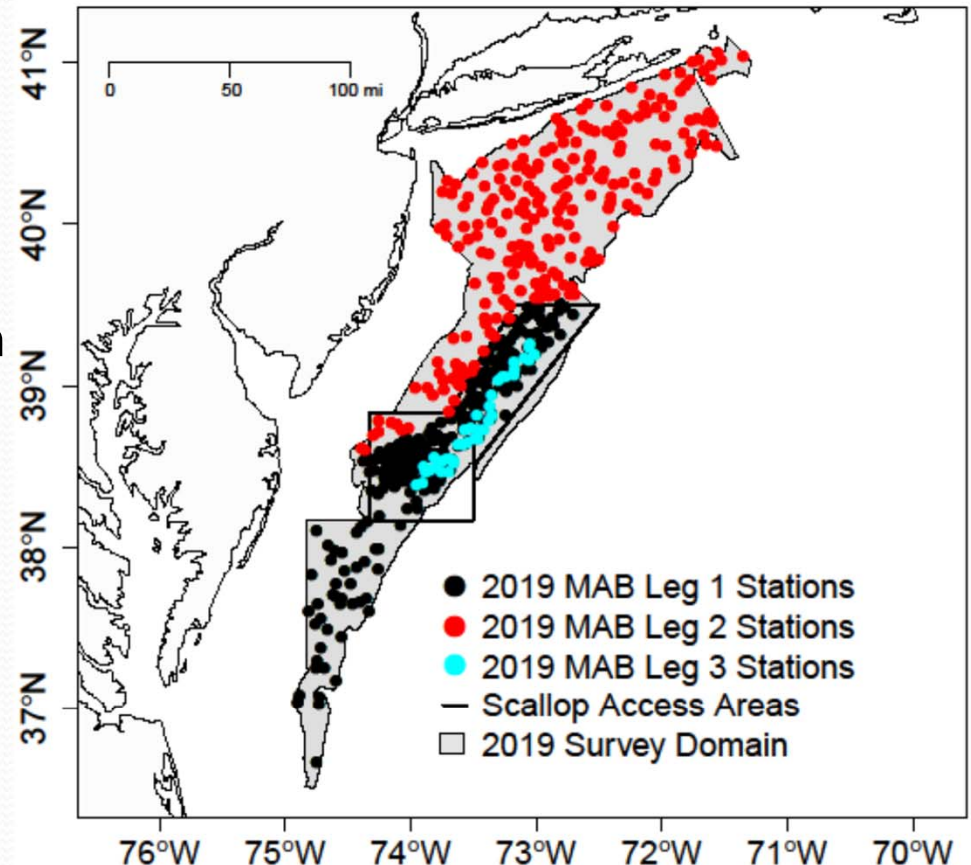 41°N
40°N
39°N
38°N
37°N
0 50 100 mi
2019 MAB Leg 1 Stations
2019 MAB Leg 2 Stations
2019 MAB Leg 3 Stations
Scallop Access Areas
2019 Survey Domain
76°W 75°W 74°W 73°W 72°W 71°W 70°W